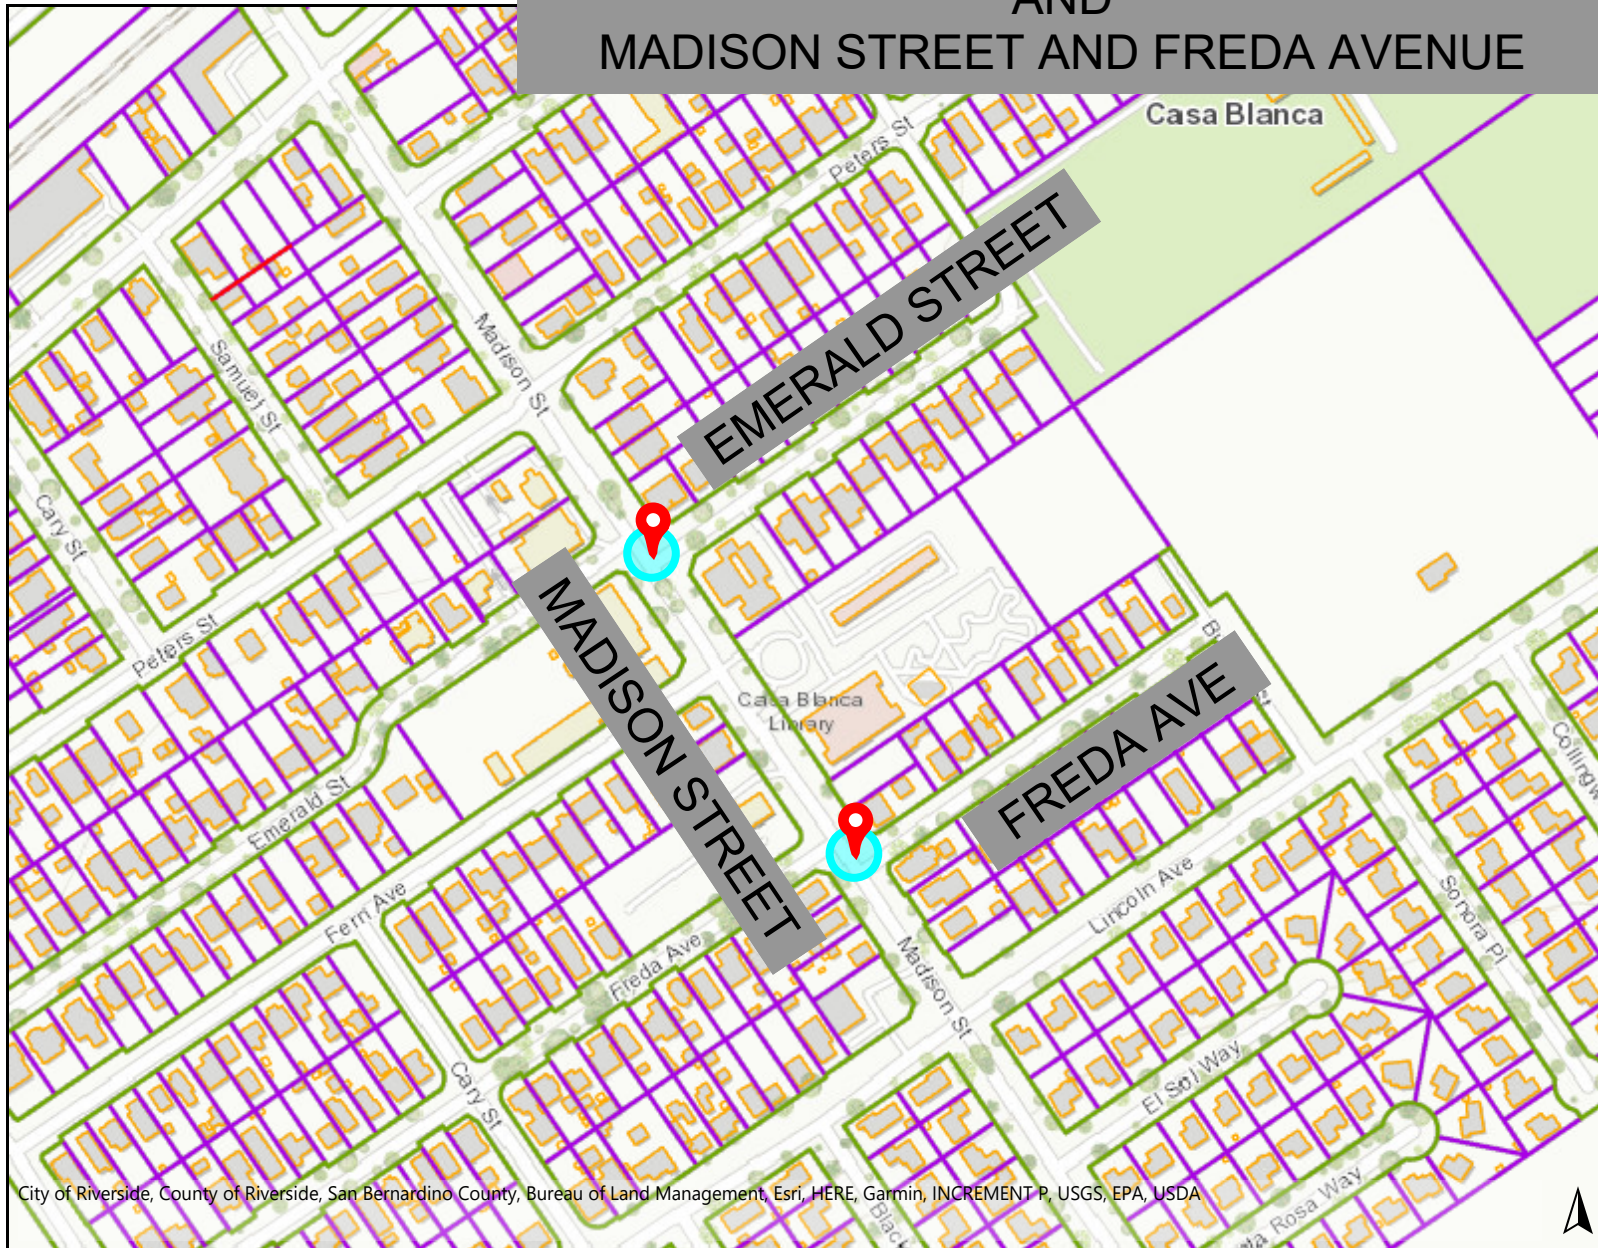 AND
MADISON STREET AND FREDA AVENUE
Casa Blanca
Peters St
EMERALD STREET
Madison St
Samuel St
Cary St
MADISON STREET
Peters St
FREDA AVE
Casa Blanca
Library
Emerald St
Lincoln Ave
Fern Ave
Sonora Pl
Freda Ave
Madison St
El Sol Way
Cary St
City of Riverside, County of Riverside, San Bernardino County, Bureau of Land Management, Esri, HERE, Garmin, INCREMENT P, USGS, EPA, USDA
Rosa Way